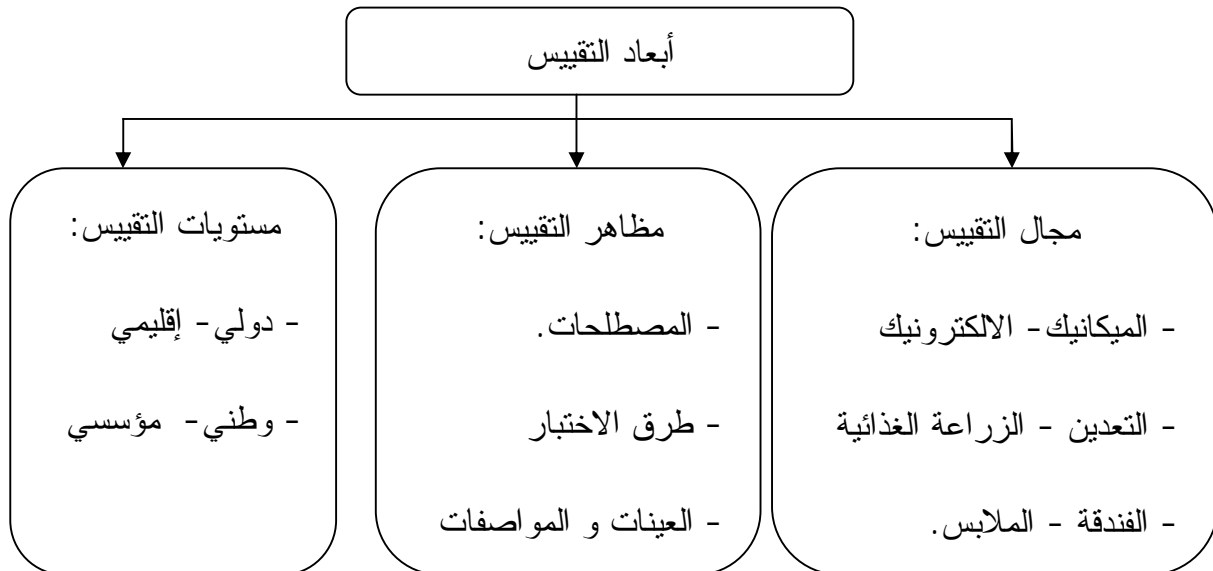 أبعاد التقييس
مجال التقييس:
- الميكانيك- الالكترونيك
- التعدين - الزراعة الغذائية
- الفندقة - الملابس.
مظاهر التقييس:
- المصطلحات.
- طرق الاختبار
- العينات و المواصفات
مستويات التقييس:
- دولي- إقليمي
- وطني- مؤسسي